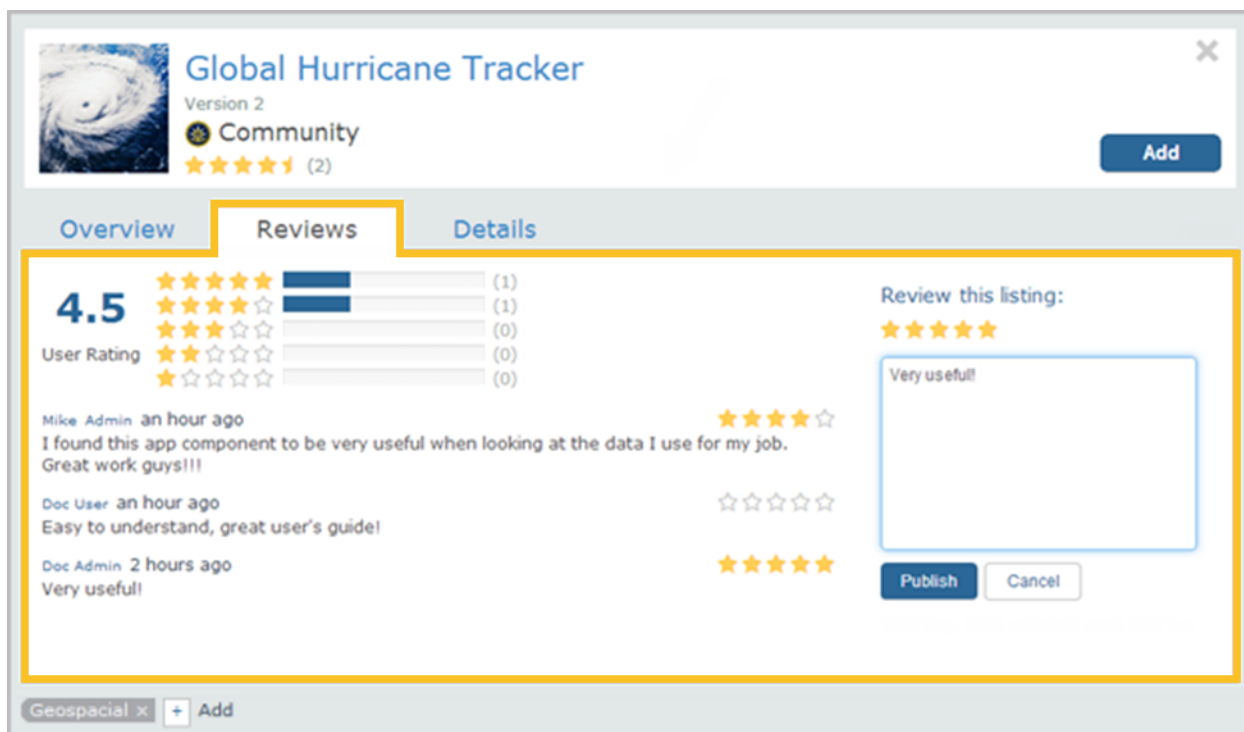 Global Hurricane Tracker
Version 2
Community
(2)
Add
Overview
Reviews
Details
4.5
User Rating
(1)
(1)
(0)
(0)
(0)
Mike Admin an hour ago
I found this app component to be very useful when looking at the data I use for my job.
Great work guys!!!
Doc User an hour ago
Easy to understand, great user's guide!
Doc Admin 2 hours ago
Very useful!
Review this listing:
Very useful!
Publish
Cancel
Geospacial ×
+ Add